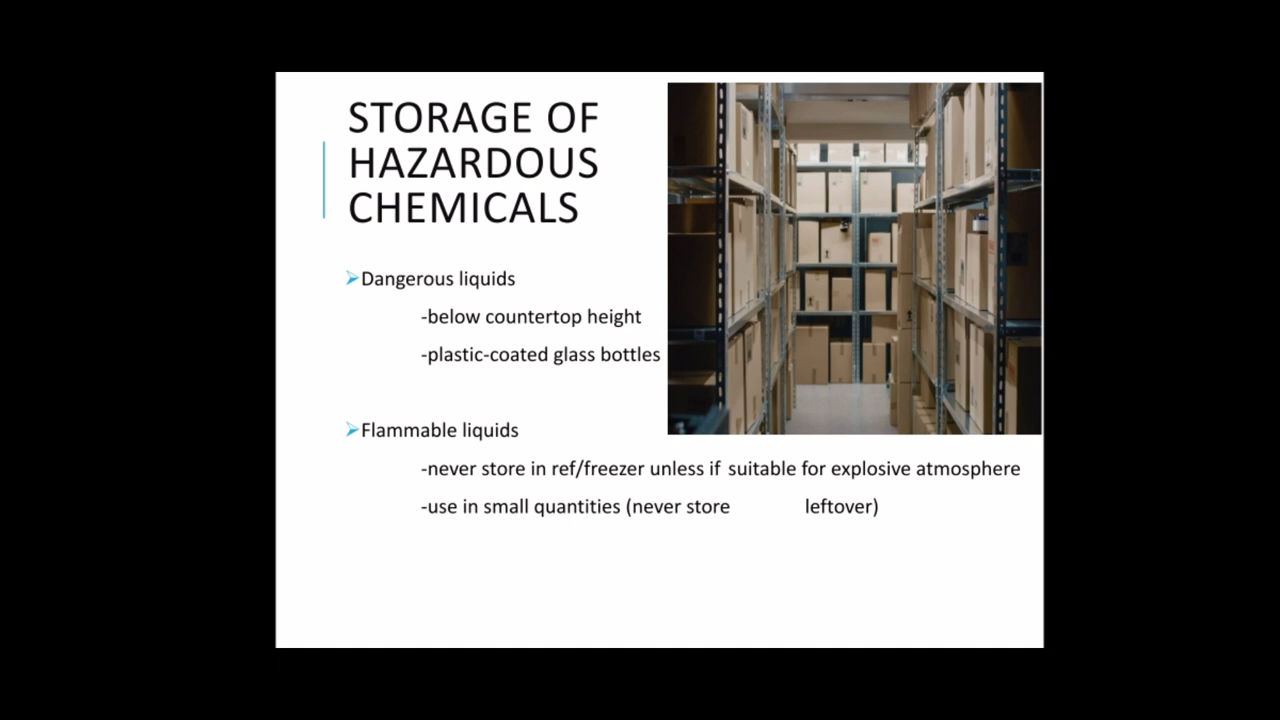 STORAGE OF
HAZARDOUS
CHEMICALS
➢Dangerous liquids
-below countertop height
-plastic-coated glass bottles
➢Flammable liquids
-never store in ref/freezer unless if suitable for explosive atmosphere
-use in small quantities (never store leftover)